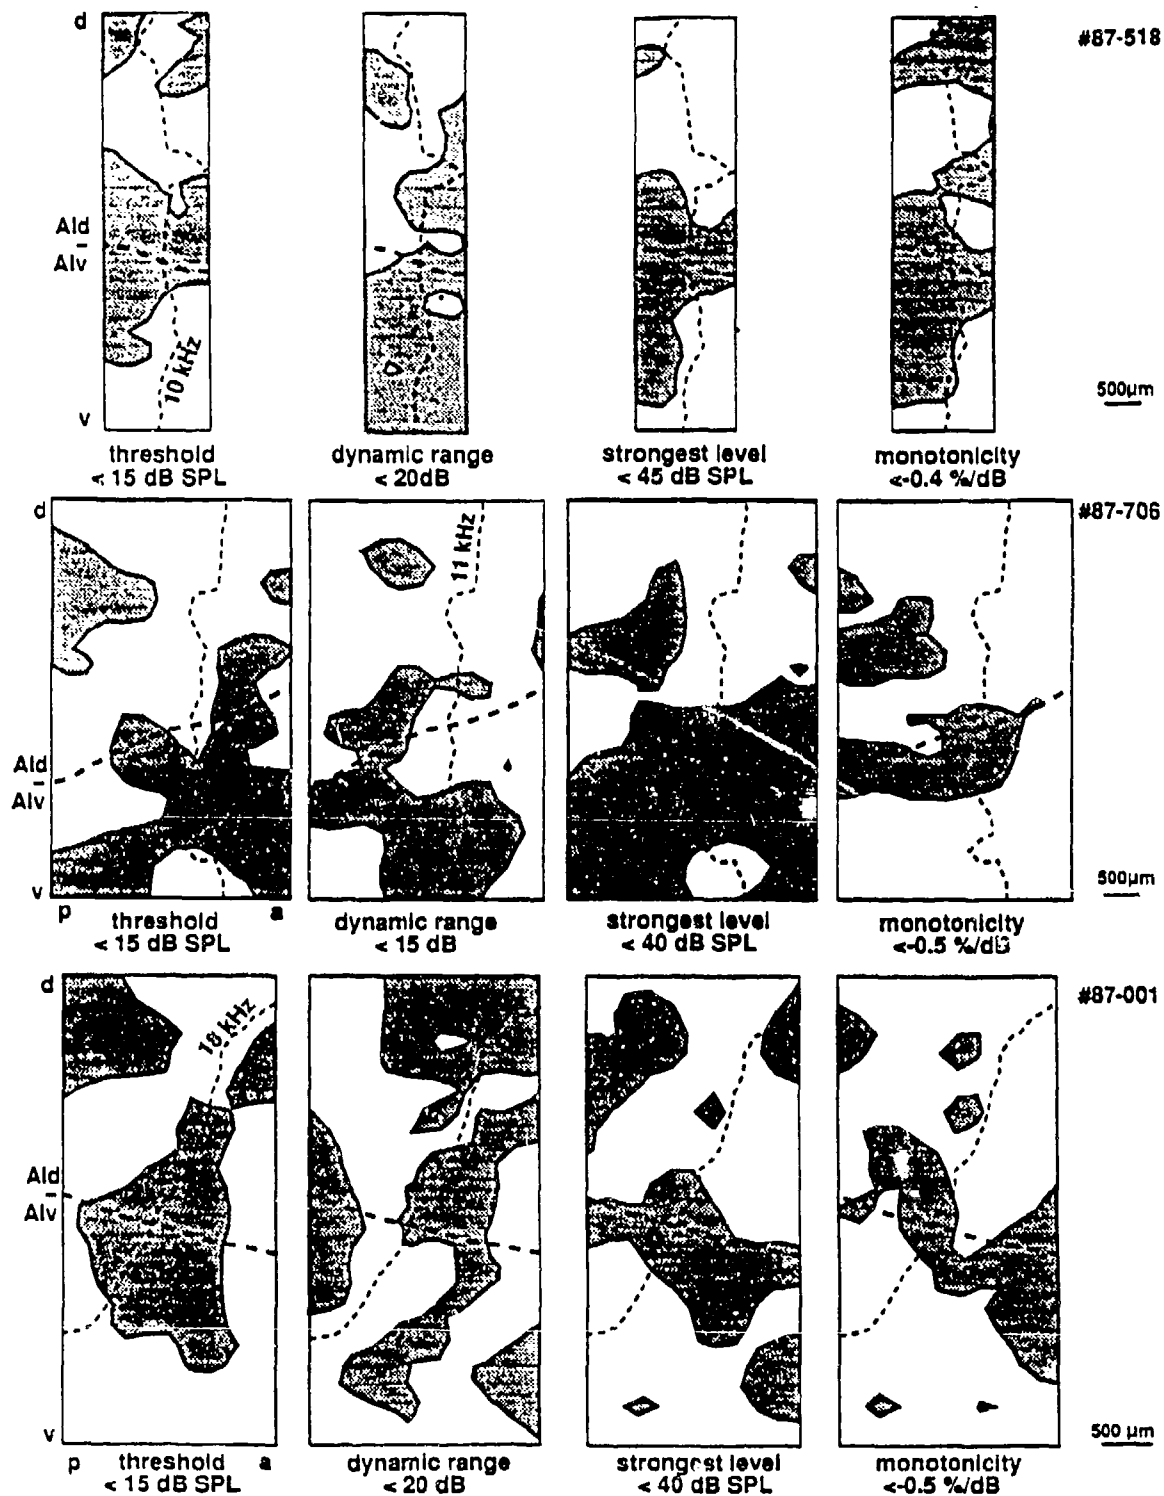 d
#87-518
AId
AIv
10 kHz
v
500µm
threshold
< 15 dB SPL
dynamic range
< 20dB
strongest level
< 45 dB SPL
monotonicity
<-0.4 %/dB
d
#87-706
11 kHz
AId
AIv
v
500µm
p
a
threshold
< 15 dB SPL
dynamic range
< 15 dB
strongest level
< 40 dB SPL
monotonicity
<-0.5 %/dB
d
#87-001
18 kHz
AId
AIv
v
500 µm
p
a
threshold
< 15 dB SPL
dynamic range
< 20 dB
strongest level
< 40 dB SPL
monotonicity
<-0.5 %/dB